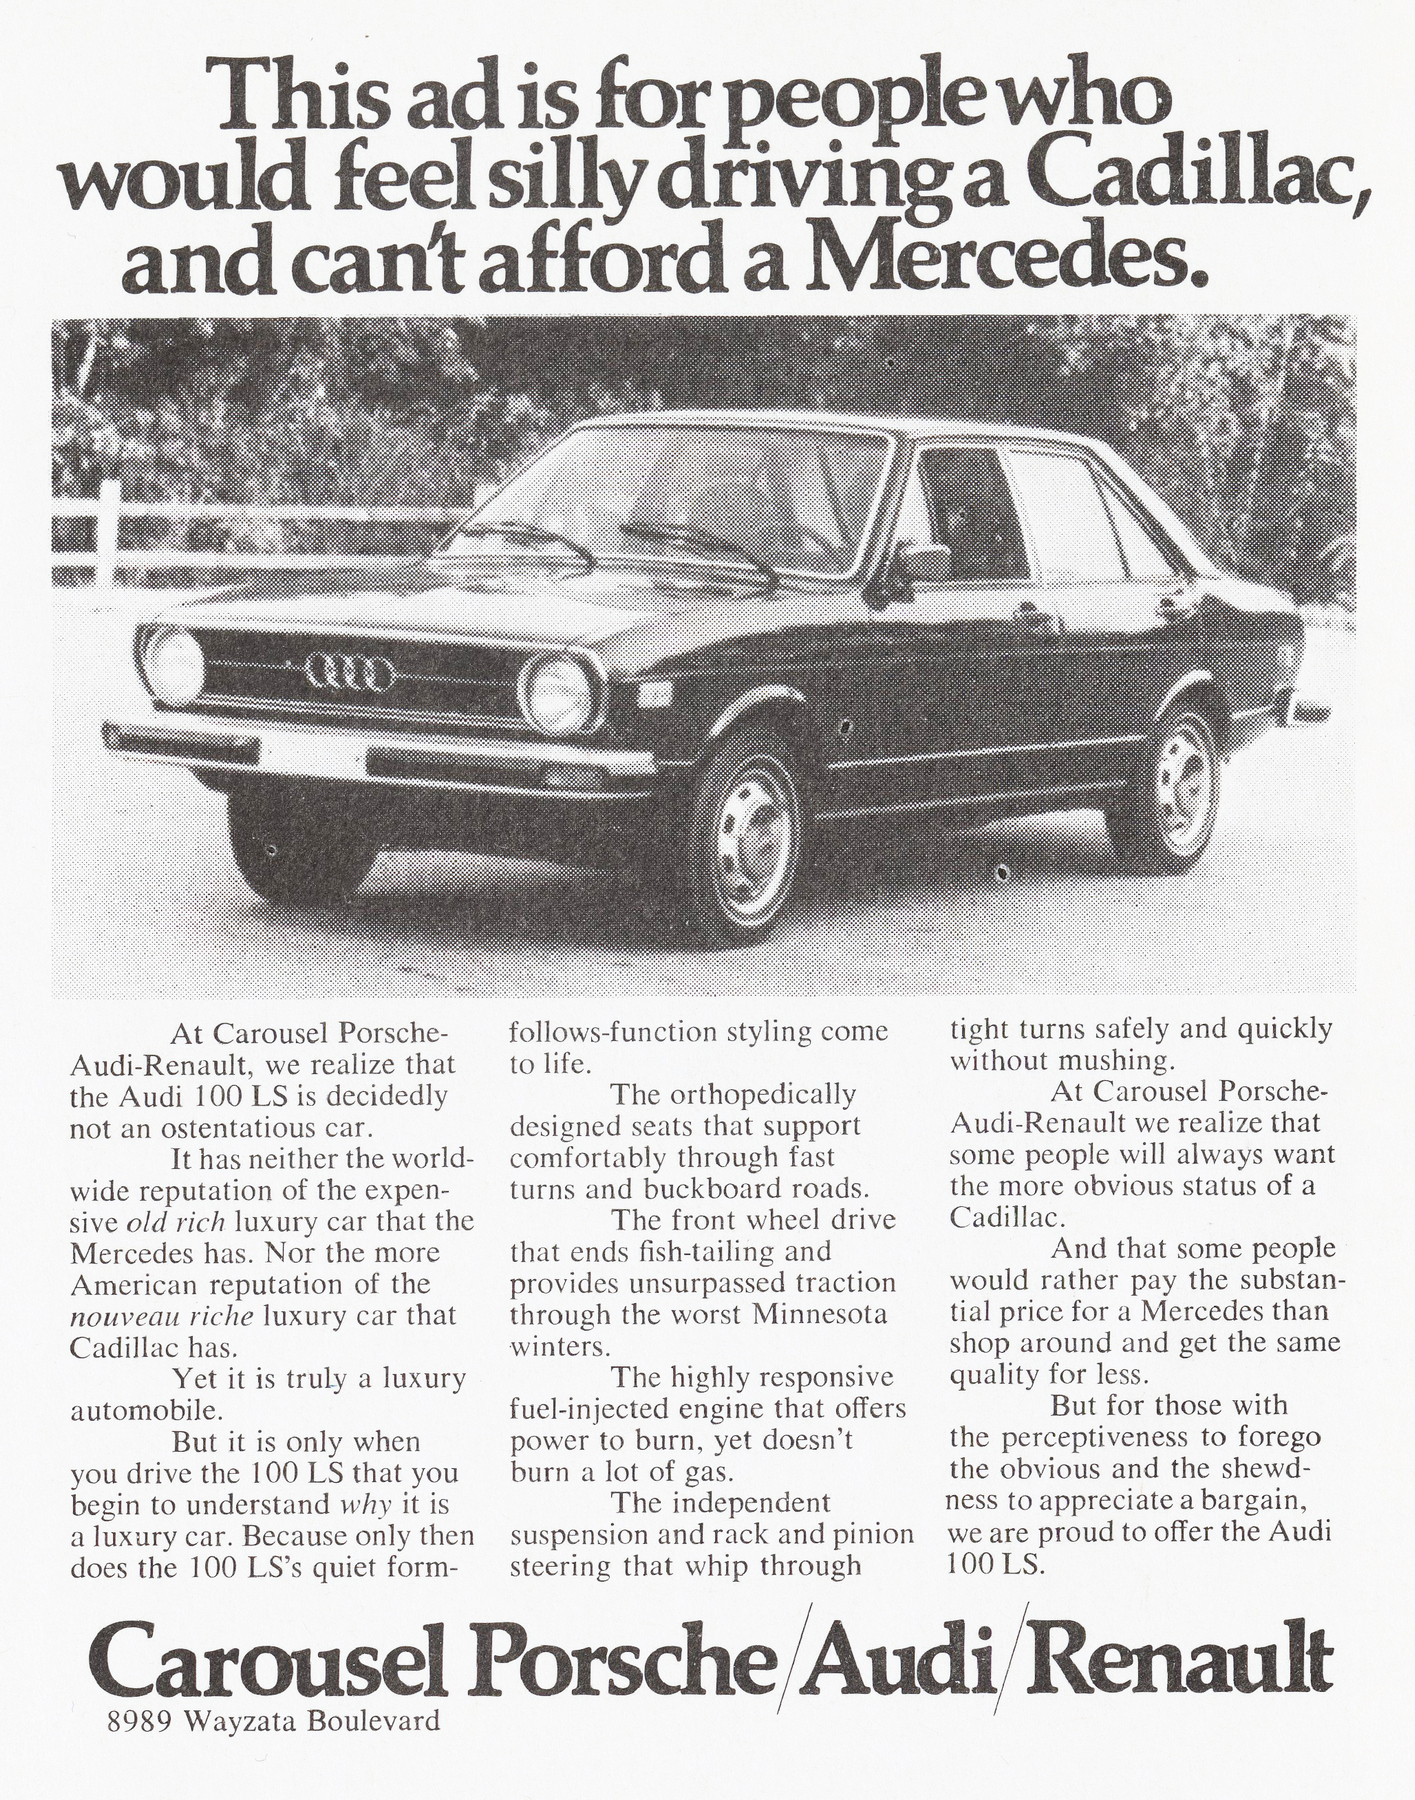 This ad is for people who
would feel silly driving a Cadillac,
and can't afford a Mercedes.
At Carousel Porsche-
Audi-Renault, we realize that
the Audi 100 LS is decidedly
not an ostentatious car.
It has neither the world-
wide reputation of the expen-
sive old rich luxury car that the
Mercedes has. Nor the more
American reputation of the
nouveau riche luxury car that
Cadillac has.
Yet it is truly a luxury
automobile.
But it is only when
you drive the 100 LS that you
begin to understand why it is
a luxury car. Because only then
does the 100 LS's quiet form-
follows-function styling come
to life.
The orthopedically
designed seats that support
comfortably through fast
turns and buckboard roads.
The front wheel drive
that ends fish-tailing and
provides unsurpassed traction
through the worst Minnesota
winters.
The highly responsive
fuel-injected engine that offers
power to burn, yet doesn't
burn a lot of gas.
The independent
suspension and rack and pinion
steering that whip through
tight turns safely and quickly
without mushing.
At Carousel Porsche-
Audi-Renault we realize that
some people will always want
the more obvious status of a
Cadillac.
And that some people
would rather pay the substan-
tial price for a Mercedes than
shop around and get the same
quality for less.
But for those with
the perceptiveness to forego
the obvious and the shewd-
ness to appreciate a bargain,
we are proud to offer the Audi
100 LS.
Carousel Porsche/Audi/Renault
8989 Wayzata Boulevard